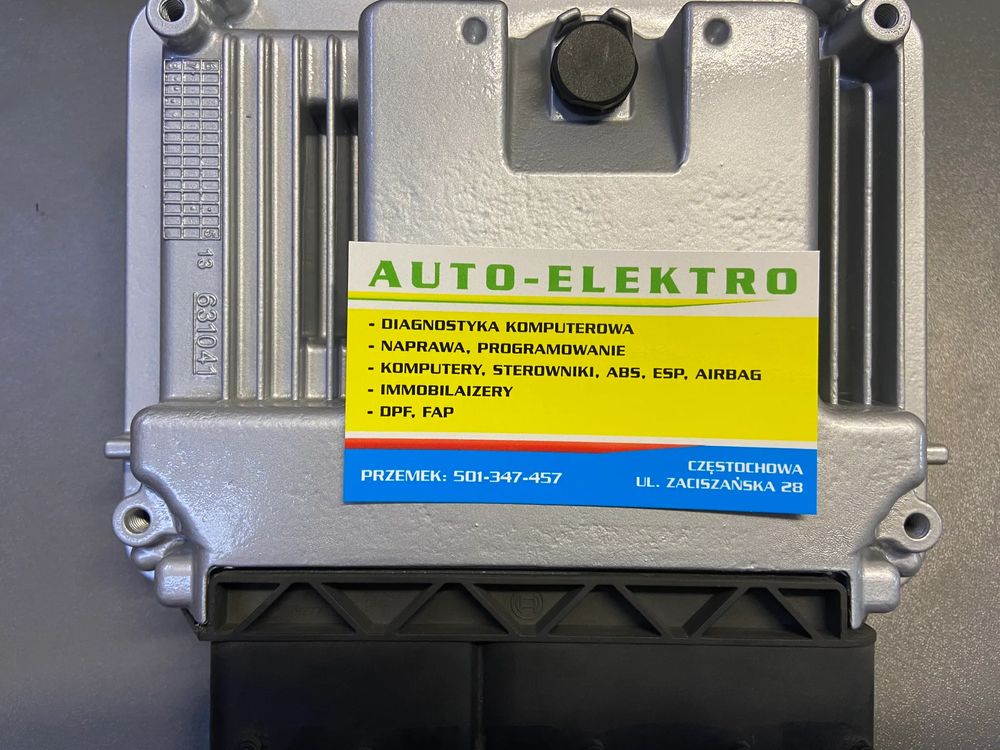 13
631041
AUTO-ELEKTRO
- DIAGNOSTYKA KOMPUTEROWA
- NAPRAWA, PROGRAMOWANIE
- KOMPUTERY, STEROWNIKI, ABS, ESP, AIRBAG
- IMMOBILAIZERY
- DPF, FAP
PRZEMEK: 501-347-457
CZĘSTOCHOWA
UL. ZACISZAŃSKA 28